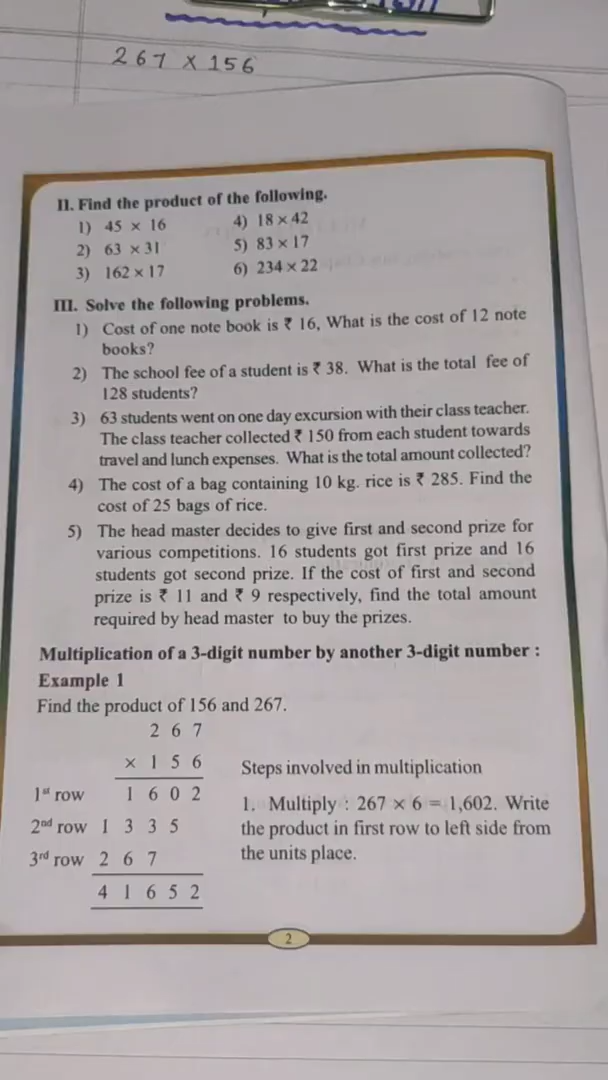 267 × 156
II. Find the product of the following.
1) 45 × 16
4) 18 × 42
2) 63 × 31
5) 83 × 17
3) 162 × 17
6) 234 × 22
III. Solve the following problems.
1) Cost of one note book is ₹ 16, What is the cost of 12 note
books?
2) The school fee of a student is ₹ 38. What is the total fee of
128 students?
3) 63 students went on one day excursion with their class teacher.
The class teacher collected ₹ 150 from each student towards
travel and lunch expenses. What is the total amount collected?
4) The cost of a bag containing 10 kg. rice is ₹ 285. Find the
cost of 25 bags of rice.
5) The head master decides to give first and second prize for
various competitions. 16 students got first prize and 16
students got second prize. If the cost of first and second
prize is ₹ 11 and ₹ 9 respectively, find the total amount
required by head master to buy the prizes.
Multiplication of a 3-digit number by another 3-digit number :
Example 1
Find the product of 156 and 267.
2 6 7
× 1 5 6
1st row 1 6 0 2
2nd row 1 3 3 5
3rd row 2 6 7
4 1 6 5 2
Steps involved in multiplication
1. Multiply : 267 × 6 = 1,602. Write
the product in first row to left side from
the units place.
2